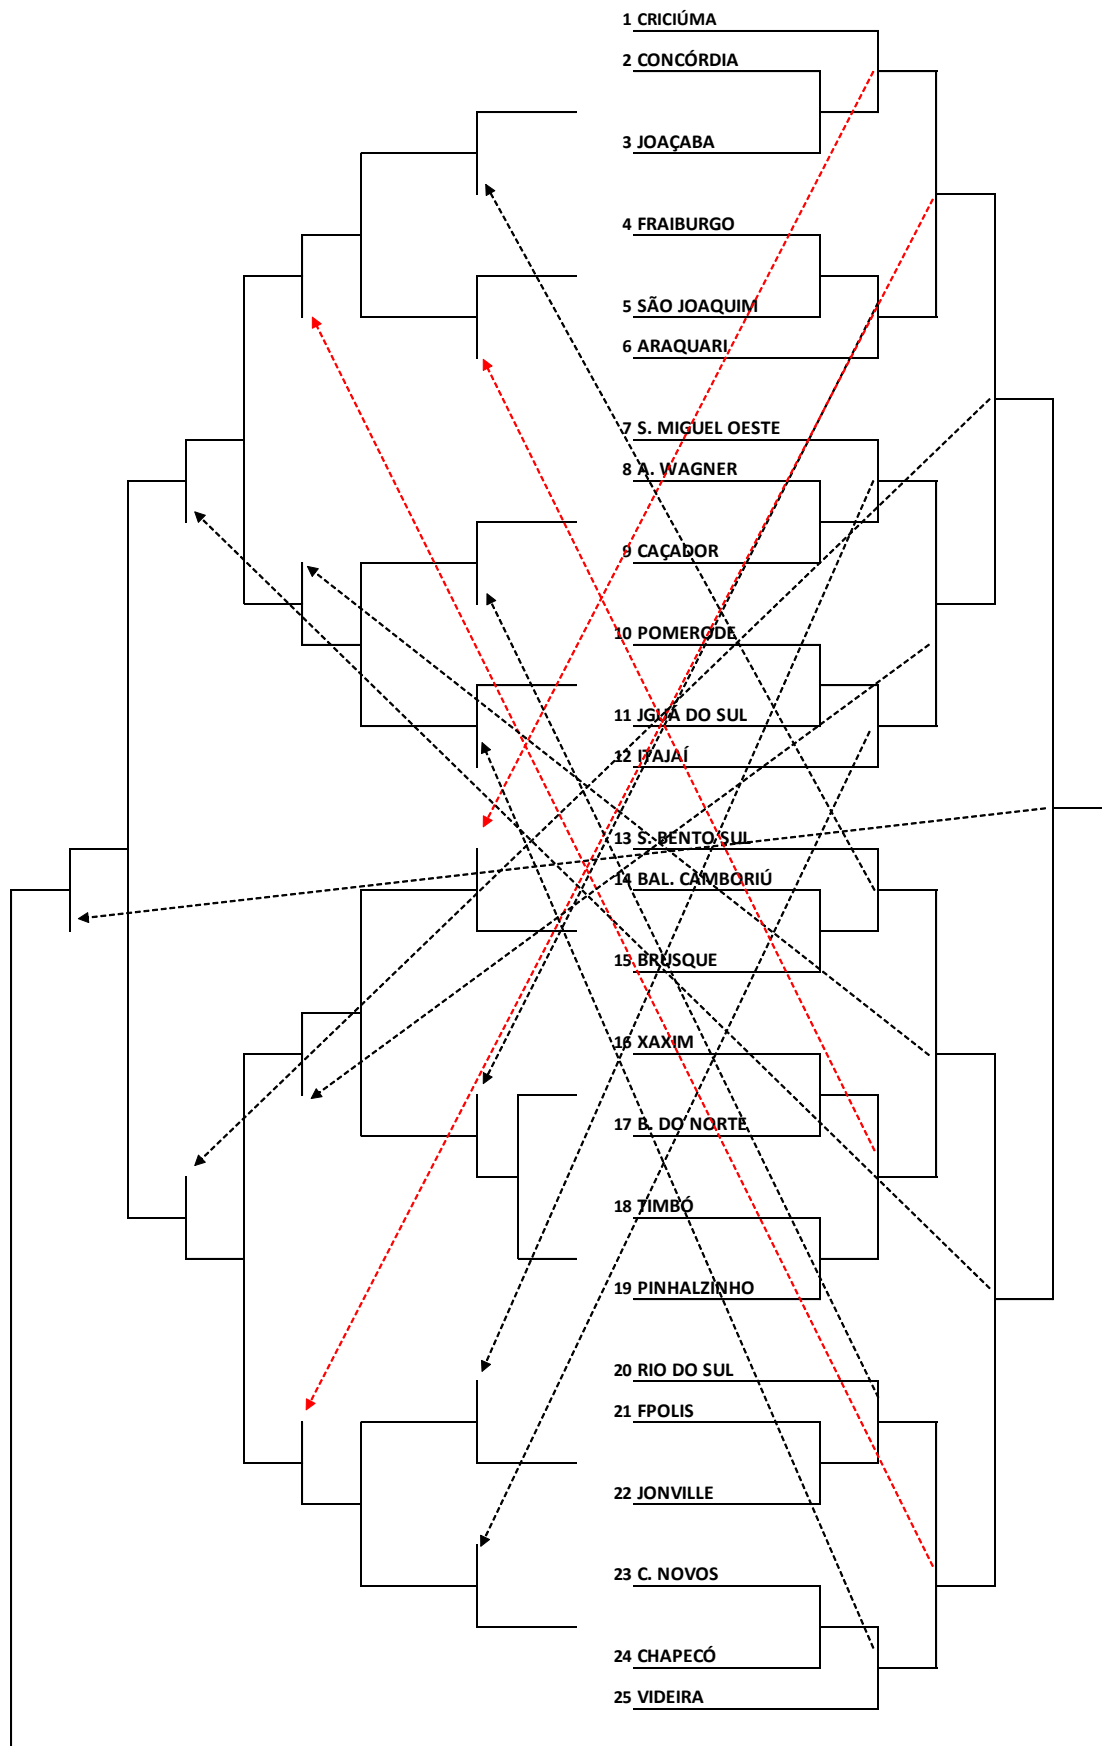 1 CRICIÚMA
2 CONCÓRDIA
3 JOAÇABA
4 FRAIBURGO
5 SÃO JOAQUIM
6 ARAQUARI
7 S. MIGUEL OESTE
8 A. WAGNER
9 CAÇADOR
10 POMERODE
11 JGUÁ DO SUL
12 ITAJAÍ
13 S. BENTO SUL
14 BAL. CAMBORIÚ
15 BRUSQUE
16 XAXIM
17 B. DO NORTE
18 TIMBÓ
19 PINHALZINHO
20 RIO DO SUL
21 FPOLIS
22 JONVILLE
23 C. NOVOS
24 CHAPECÓ
25 VIDEIRA